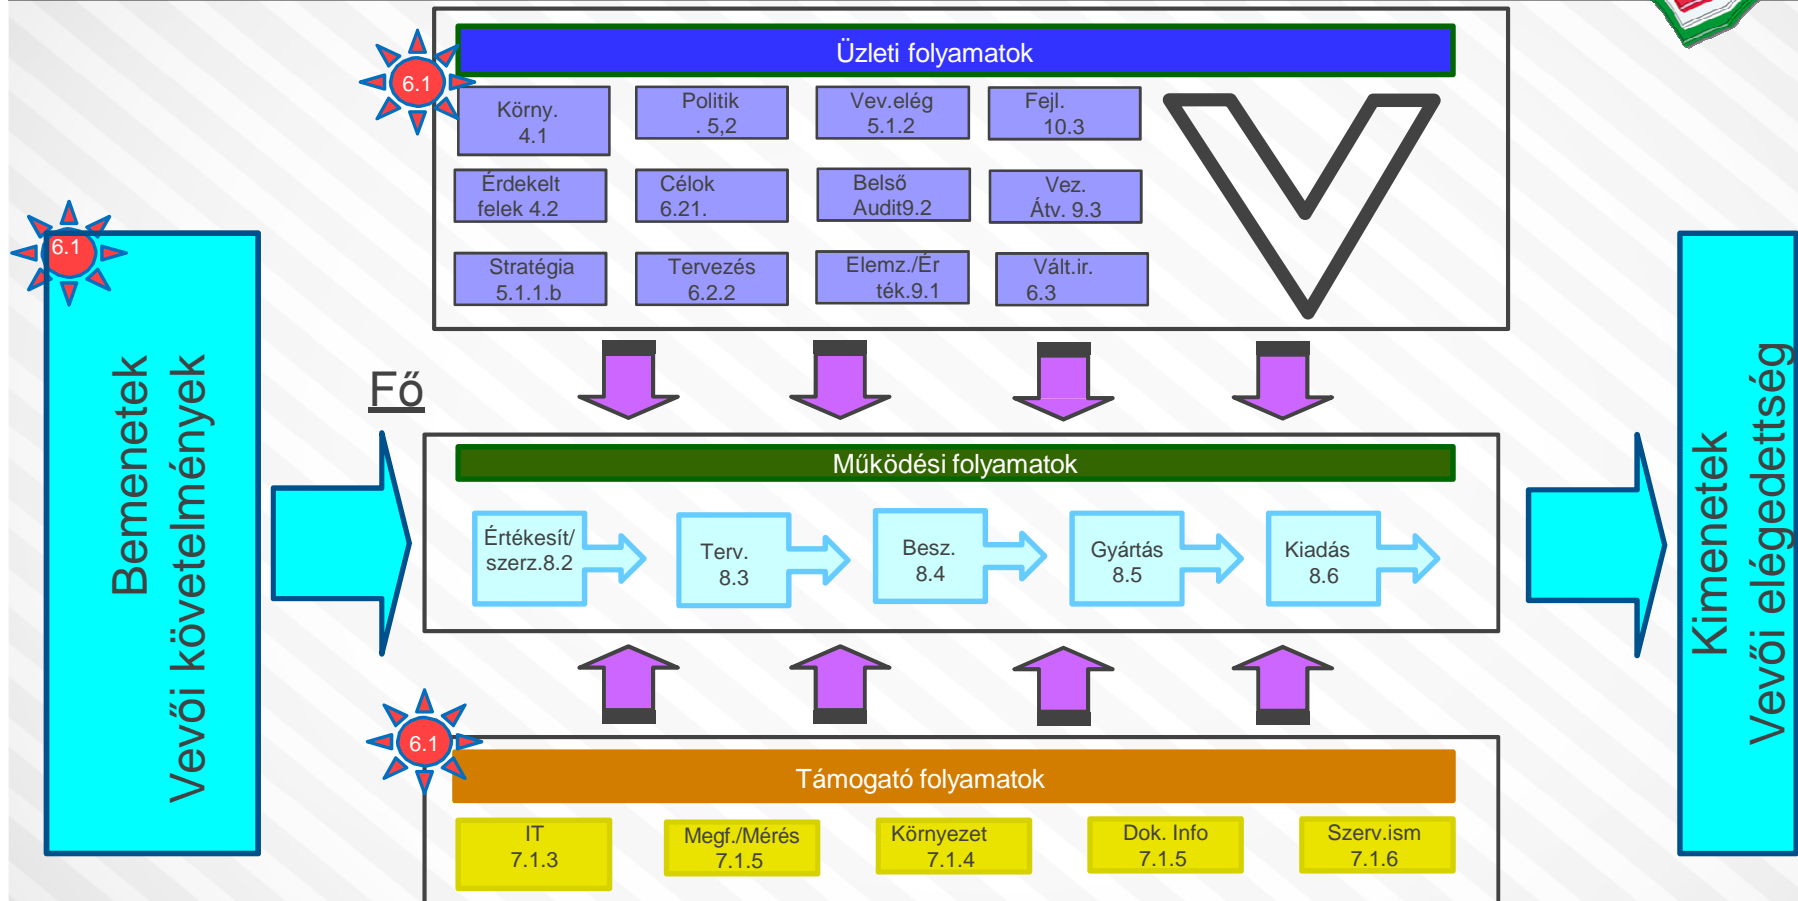 Üzleti folyamatok
6.1
Körny.
4.1
Politik
. 5,2
Vev.elég
5.1.2
Fejl.
10.3
Érdekelt
felek 4.2
Célok
6.21.
Belső
Audit9.2
Vez.
Átv. 9.3
Stratégia
5.1.1.b
Tervezés
6.2.2
Elemz./Ér
ték.9.1
Vált.ir.
6.3
6.1
Bemenetek
Vevői követelmények
Fő
Működési folyamatok
Értékesít/
szerz.8.2
Terv.
8.3
Besz.
8.4
Gyártás
8.5
Kiadás
8.6
Kimenetek
Vevői elégedettség
6.1
Támogató folyamatok
IT
7.1.3
Megf./Mérés
7.1.5
Környezet
7.1.4
Dok. Info
7.1.5
Szerv.ism
7.1.6